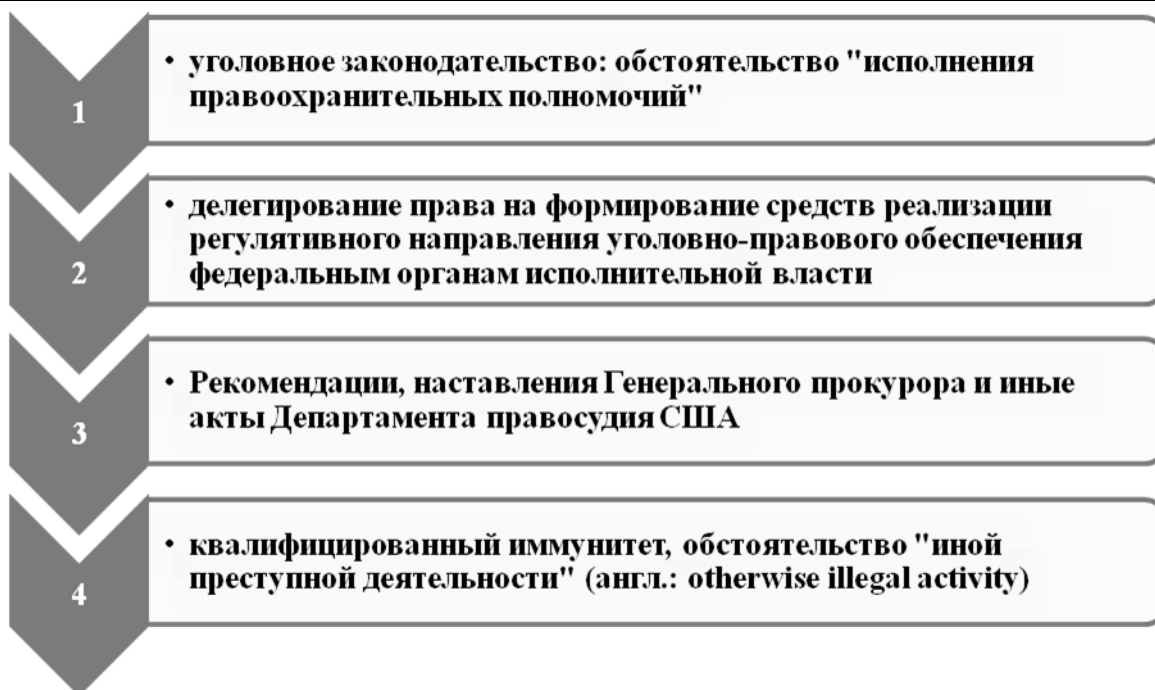 1
• уголовное законодательство: обстоятельство "исполнения
правоохранительных полномочий"
2
• делегирование права на формирование средств реализации
регулятивного направления уголовно-правового обеспечения
федеральным органам исполнительной власти
3
• Рекомендации, наставления Генерального прокурора и иные
акты Департамента правосудия США
4
• квалифицированный иммунитет, обстоятельство "иной
преступной деятельности" (англ.: otherwise illegal activity)